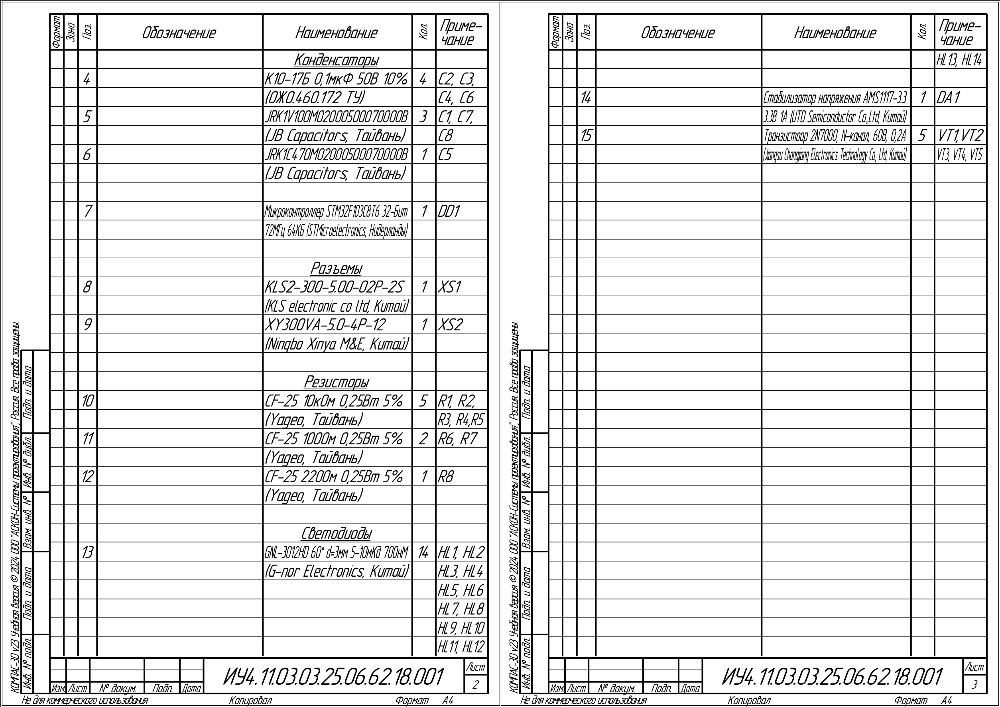 Формат Зона Поз. Обозначение Наименование Кол. Приме-
чание
Конденсаторы
4 К10-17Б 0,1мкФ 50В 10% 4 С2, С3,
(ОЖ0.460.172 ТУ) С4, С6
5 JRK1V100M02000500070000B 3 С1, С7,
(JB Capacitors, Тайвань) С8
6 JRK1C470M02000500070000B 1 С5
(JB Capacitors, Тайвань)
7 Микроконтроллер STM32F103C8T6 32-Бит 1 DD1
72МГц 64КБ (STMicroelectronics, Нидерланды)
Разъемы
8 KLS2-300-5.00-02P-2S 1 XS1
(KLS electronic co ltd, Китай)
9 XY300VA-5.0-4P-12 1 XS2
(Ningbo Xinya M&E, Китай)
Резисторы
10 CF-25 10кОм 0,25Вт 5% 5 R1, R2,
(Yageo, Тайвань) R3, R4,R5
11 CF-25 100Ом 0,25Вт 5% 2 R6, R7
(Yageo, Тайвань)
12 CF-25 220Ом 0,25Вт 5% 1 R8
(Yageo, Тайвань)
Светодиоды
13 GNL-3012HD 60° d=3мм 5-10мКд 700нМ 14 HL1, HL2
(G-nor Electronics, Китай) HL3, HL4
HL5, HL6
HL7, HL8
HL9, HL10
HL11, HL12
КОМПАС-3D v23 Учебная версия © 2024 ООО "АСКОН-Системы проектирования", Россия. Все права защищены.
Инв. № подл. Подп. и дата Взам. инв. № Инв. № дубл. Подп. и дата
Изм. Лист № докум. Подп. Дата
ИУ4.11.03.03.25.06.62.18.001
Лист
2
Не для коммерческого использования Копировал Формат А4
Формат Зона Поз. Обозначение Наименование Кол. Приме-
чание
HL13, HL14
14 Стабилизатор напряжения AMS1117-3.3 1 DA1
3.3В 1А (UTD Semiconductor Co.,Ltd, Китай)
15 Транзистоор 2N7000, N-канал, 60В, 0,2А 5 VT1,VT2
(Jiangsu Changjiang Electronics Technology Co, Ltd, Китай) VT3, VT4, VT5
КОМПАС-3D v23 Учебная версия © 2024 ООО "АСКОН-Системы проектирования", Россия. Все права защищены.
Инв. № подл. Подп. и дата Взам. инв. № Инв. № дубл. Подп. и дата
Изм. Лист № докум. Подп. Дата
ИУ4.11.03.03.25.06.62.18.001
Лист
3
Не для коммерческого использования Копировал Формат А4